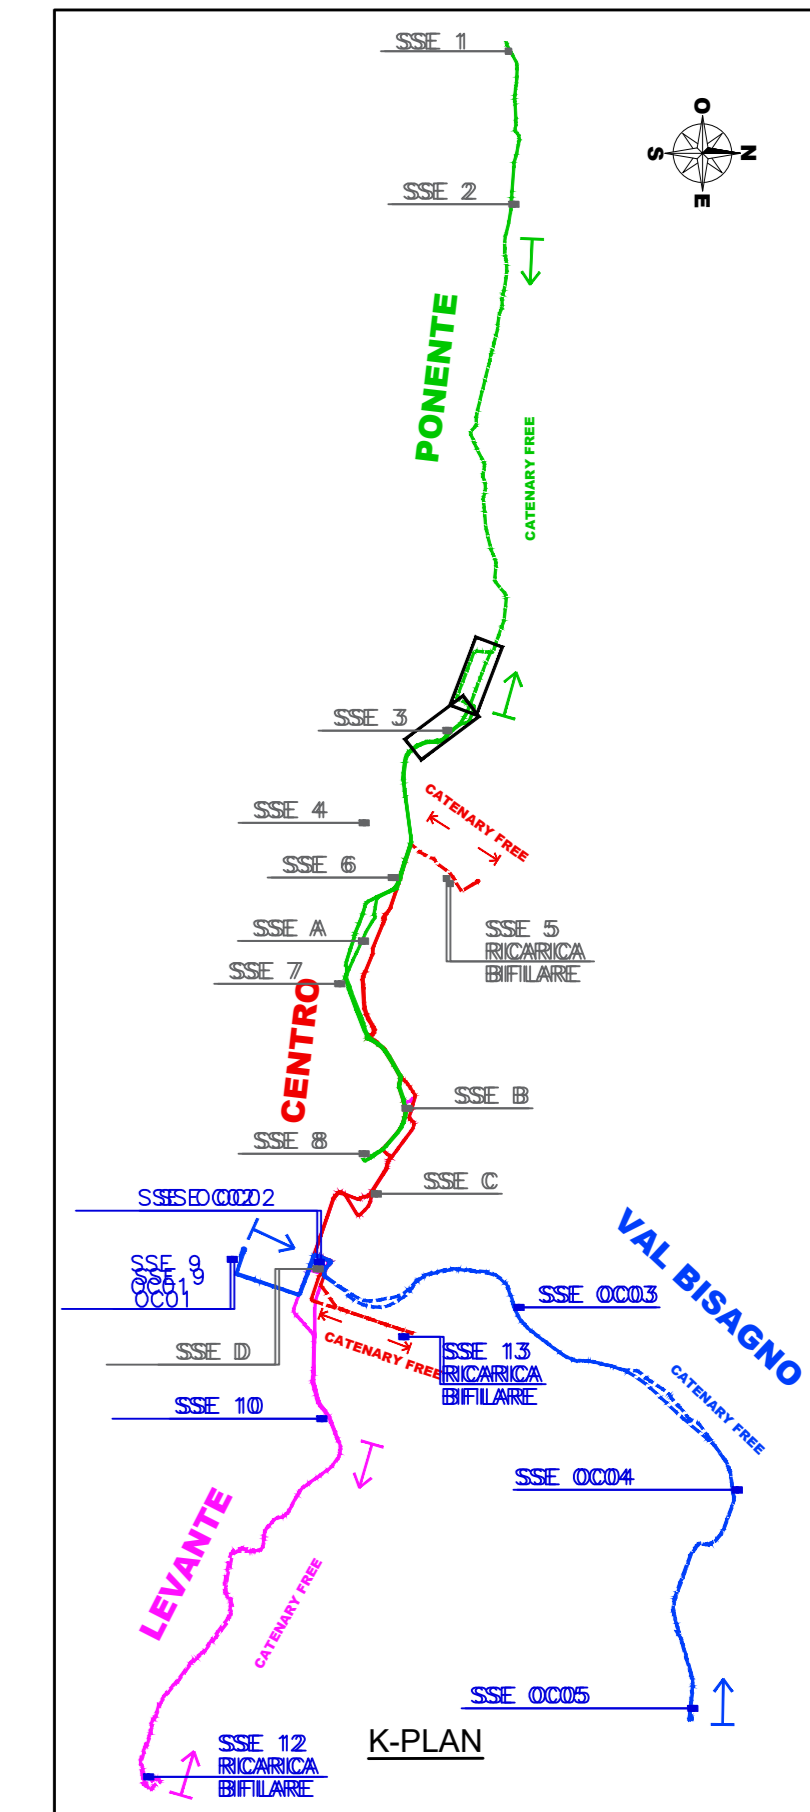 SSE 1
O
S
N
E
SSE 2
PONENTE
CATENARY FREE
SSE 3
CATENARY FREE
SSE 4
SSE 6
SSE A
SSE 5
RICARICA
BIFILARE
SSE 7
CENTRO
SSE B
SSE 8
SSE C
SSE OC02
VAL BISAGNO
SSE 9
OC01
SSE OC03
SSE D
CATENARY FREE
SSE 13
RICARICA
BIFILARE
CATENARY FREE
SSE 10
SSE OC04
LEVANTE
CATENARY FREE
SSE OC05
SSE 12
RICARICA
BIFILARE
K-PLAN